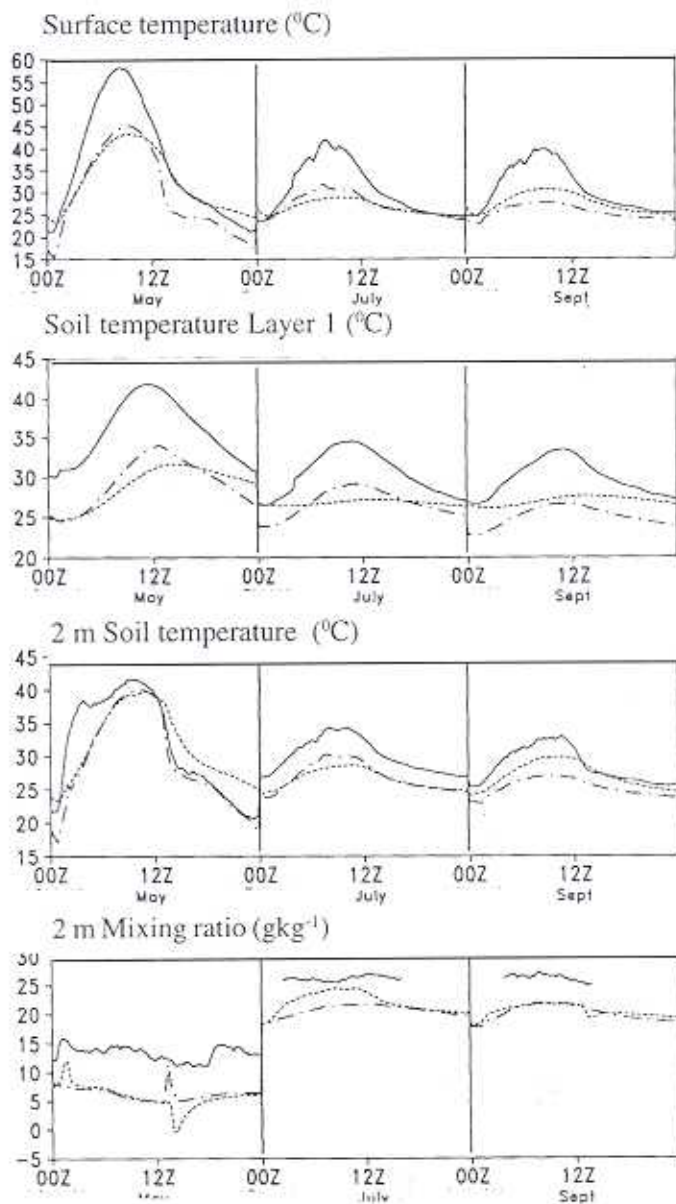 Surface temperature (⁰C)
60
55
50
45
40
35
30
25
20
15
00Z 12Z 00Z 12Z 00Z 12Z
May July Sept
Soil temperature Layer 1 (⁰C)
45
40
35
30
25
20
00Z 12Z 00Z 12Z 00Z 12Z
May July Sept
2 m Soil temperature (⁰C)
45
40
35
30
25
20
15
00Z 12Z 00Z 12Z 00Z 12Z
May July Sept
2 m Mixing ratio (gkg⁻¹)
30
25
20
15
10
5
0
-5
00Z 12Z 00Z 12Z 00Z 12Z
May July Sept